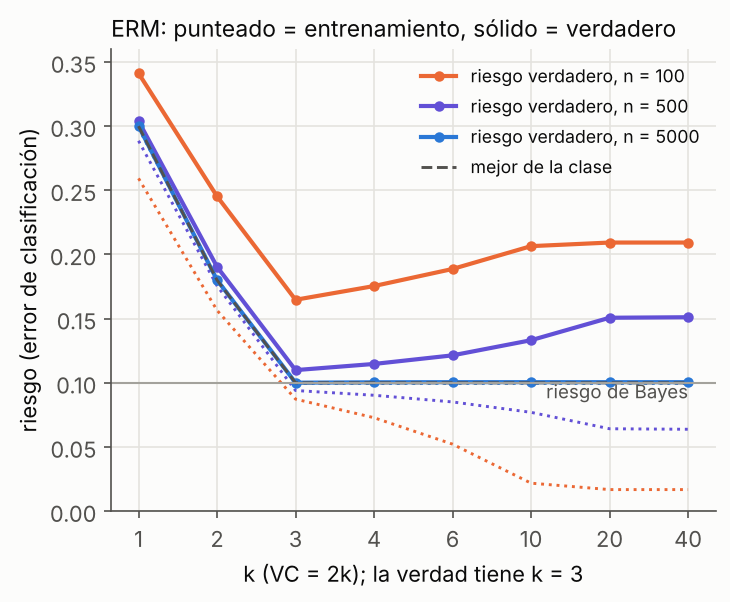 ERM: punteado = entrenamiento, sólido = verdadero
riesgo verdadero, n = 100
riesgo verdadero, n = 500
riesgo verdadero, n = 5000
mejor de la clase
riesgo de Bayes
riesgo (error de clasificación)
0.35
0.30
0.25
0.20
0.15
0.10
0.05
0.00
1 2 3 4 6 10 20 40
k (VC = 2k); la verdad tiene k = 3